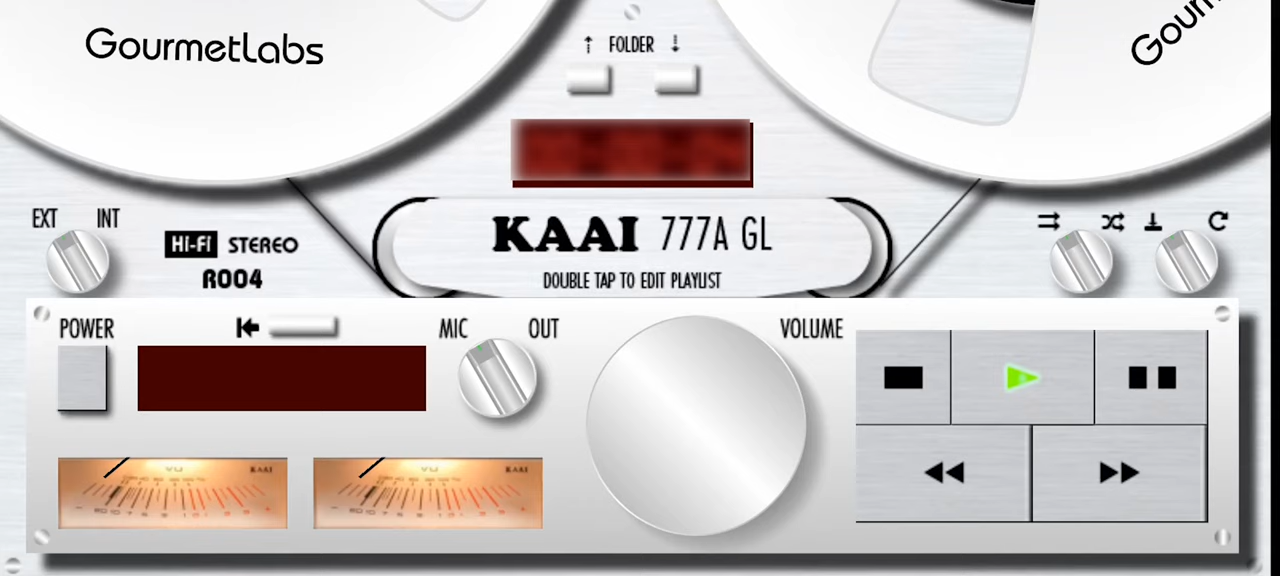 GourmetLabs
↑ FOLDER ↓
Gourm
KAAI 777A GL
DOUBLE TAP TO EDIT PLAYLIST
EXT INT
Hi-Fi STEREO
R004
POWER
MIC OUT
VOLUME
VU KAAI
VU KAAI